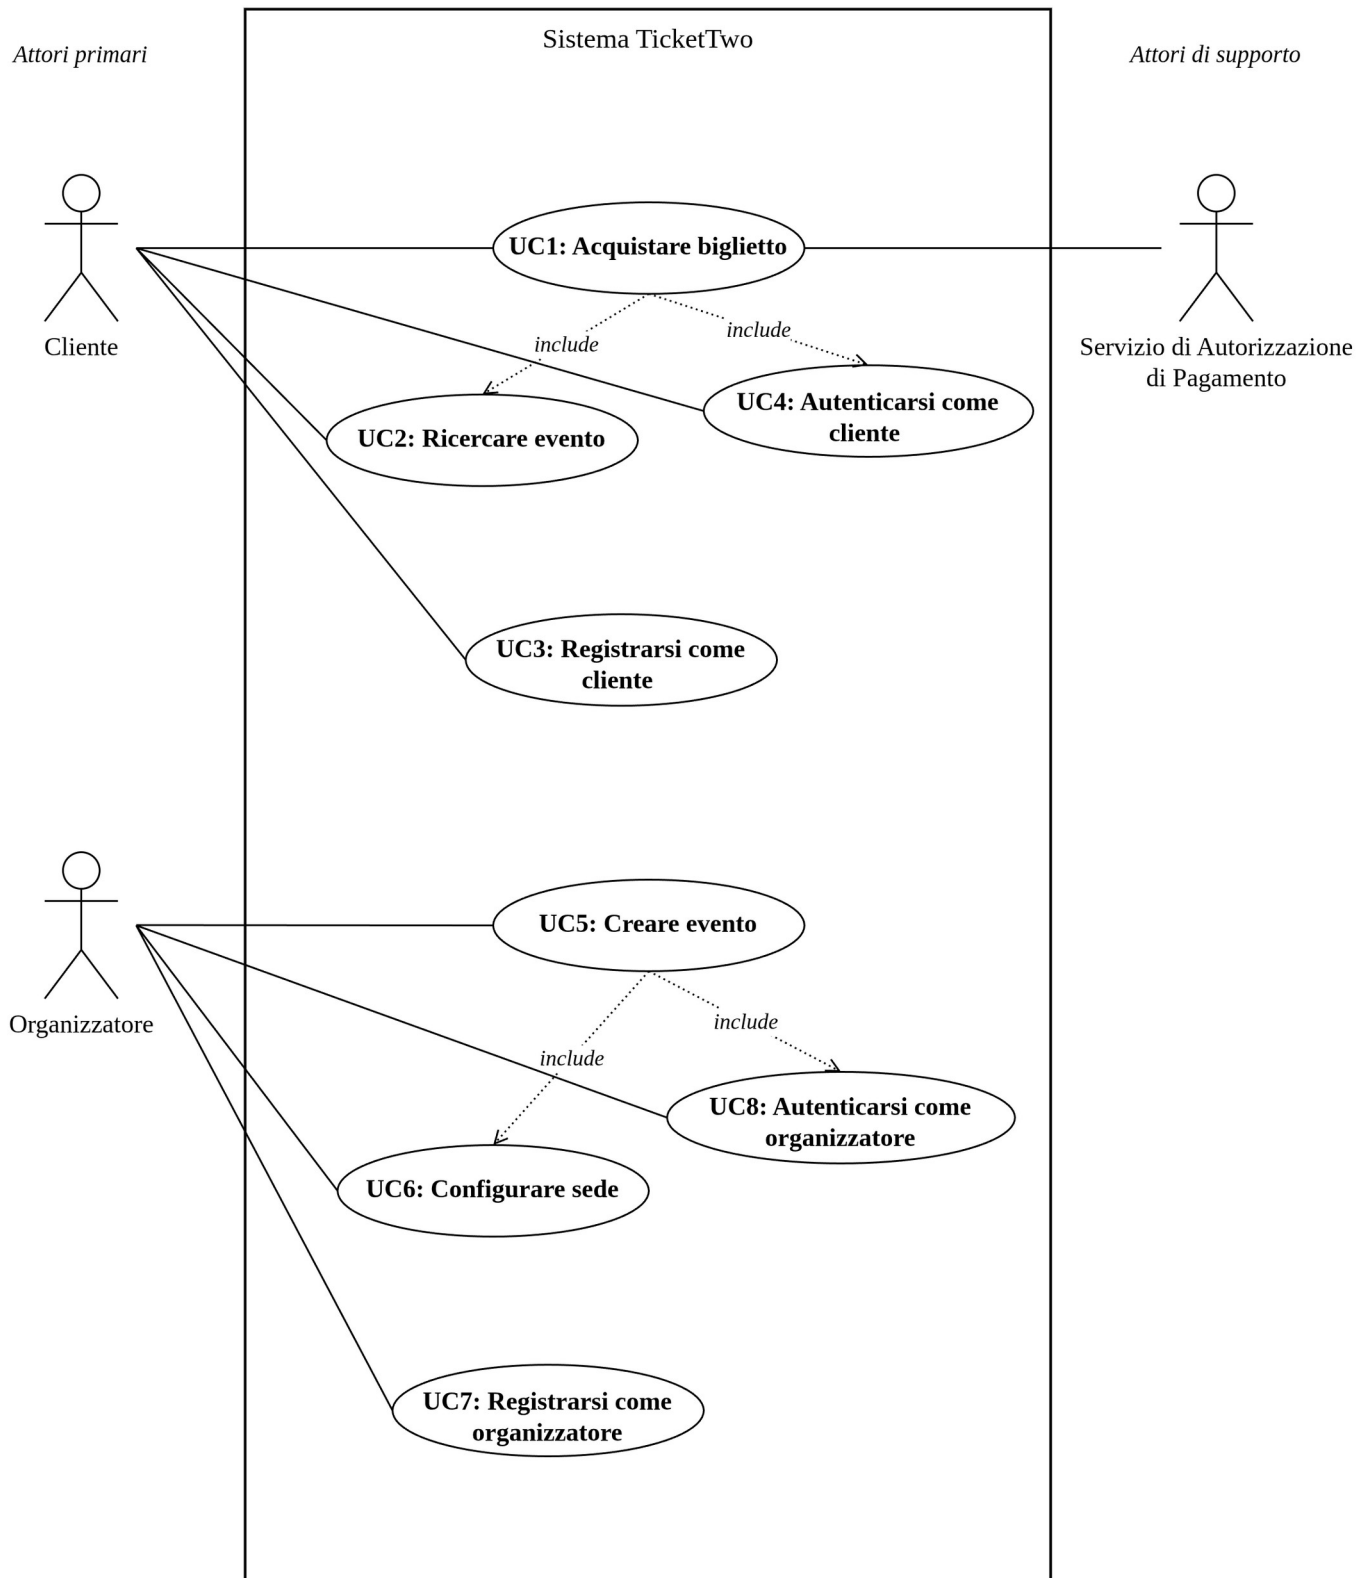 Sistema TicketTwo
Attori primari
Attori di supporto
UC1: Acquistare biglietto
include
include
Cliente
Servizio di Autorizzazione
di Pagamento
UC4: Autenticarsi come
cliente
UC2: Ricercare evento
UC3: Registrarsi come
cliente
UC5: Creare evento
Organizzatore
include
include
UC8: Autenticarsi come
organizzatore
UC6: Configurare sede
UC7: Registrarsi come
organizzatore